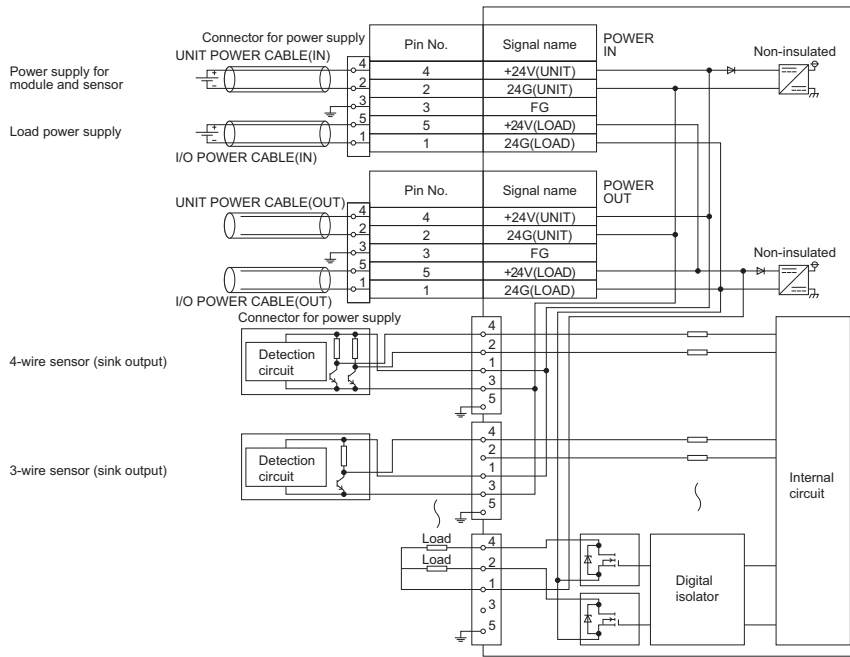 Connector for power supply
UNIT POWER CABLE(IN)
Power supply for
module and sensor
Load power supply
I/O POWER CABLE(IN)
4
2
3
5
1
Pin No. Signal name
4 +24V(UNIT)
2 24G(UNIT)
3 FG
5 +24V(LOAD)
1 24G(LOAD)
POWER
IN
Non-insulated
UNIT POWER CABLE(OUT)
4
2
3
5
1
I/O POWER CABLE(OUT)
Connector for power supply
Pin No. Signal name
4 +24V(UNIT)
2 24G(UNIT)
3 FG
5 +24V(LOAD)
1 24G(LOAD)
POWER
OUT
Non-insulated
4-wire sensor (sink output)
Detection
circuit
4
2
1
3
5
3-wire sensor (sink output)
Detection
circuit
4
2
1
3
5
Internal
circuit
Load
Load
4
2
1
3
5
Digital
isolator